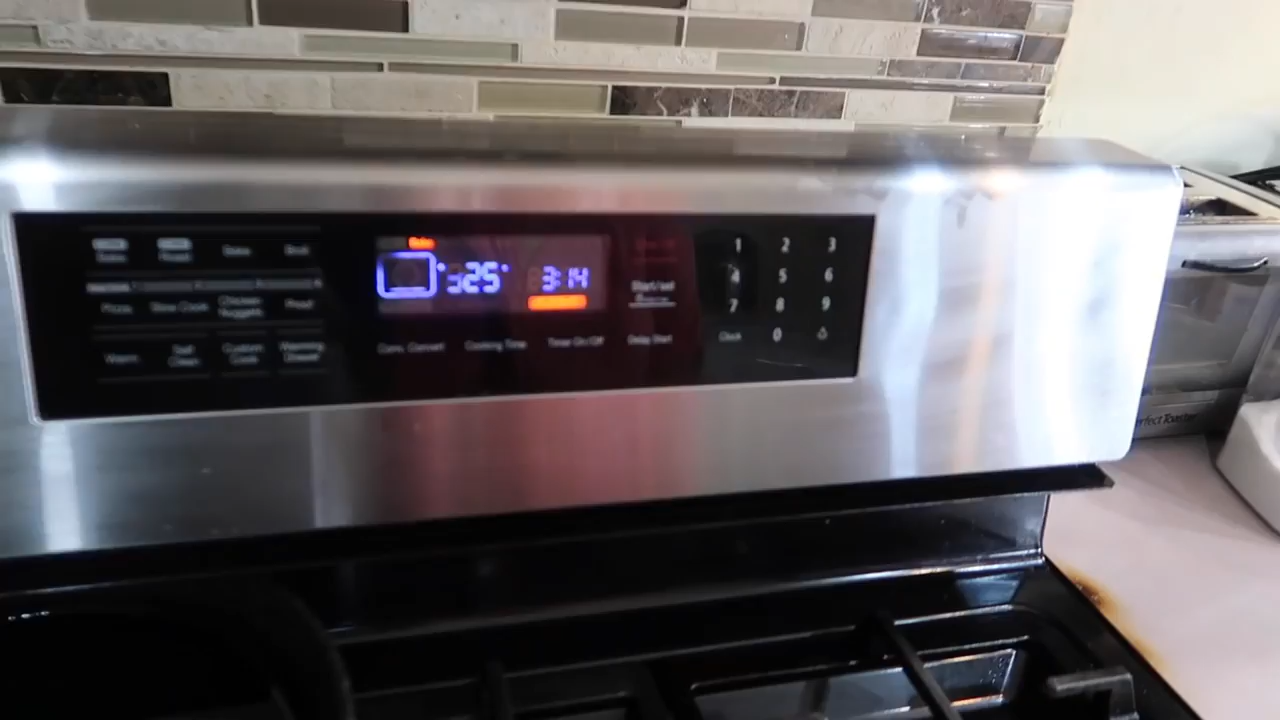 Bake
325° 3:14
Start/set
1 2 3
4 5 6
7 8 9
Clock 0
Pizza Slow Cook Chicken Nuggets Proof
Warm Self Clean Custom Cook Warming Drawer
Conv. Convert Cooking Time Timer On/Off Delay Start
erfect Toaster